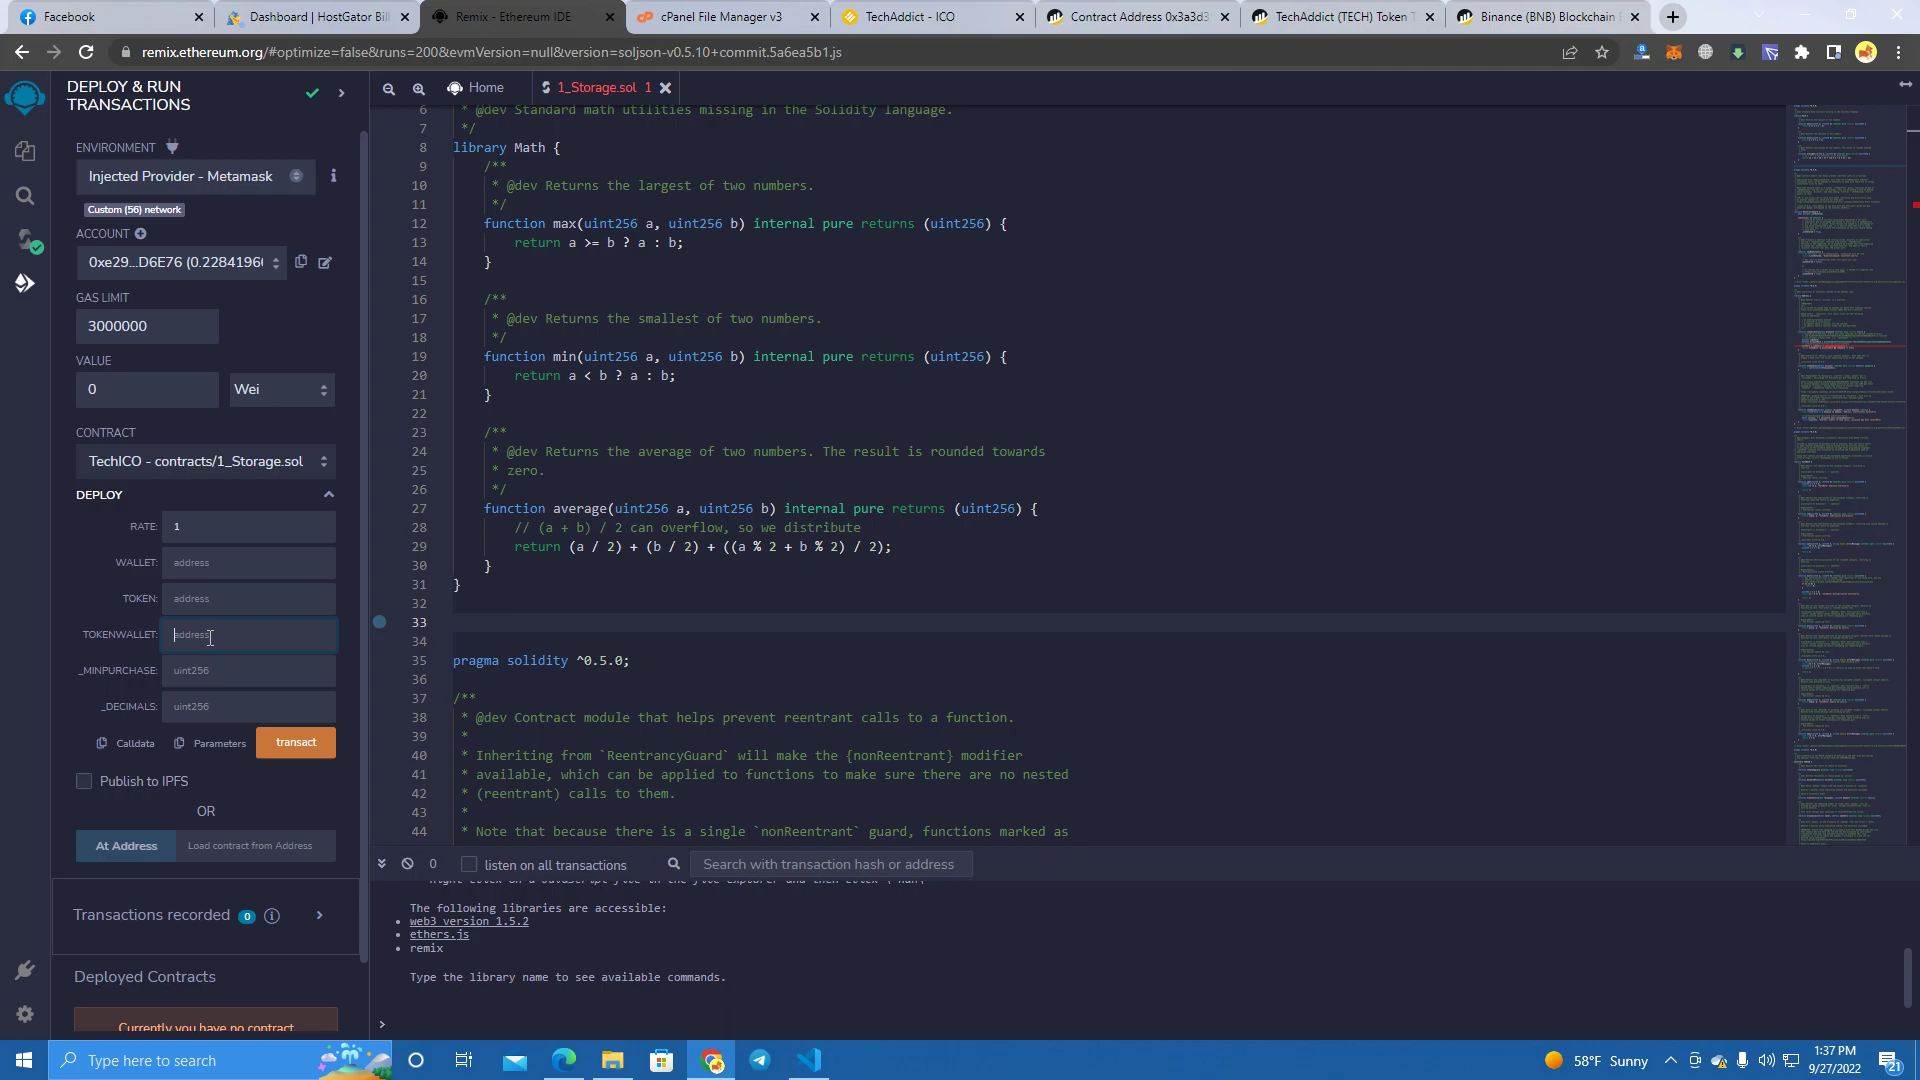 Facebook
Dashboard | HostGator Bill
Remix - Ethereum IDE
cPanel File Manager v3
TechAddict - ICO
Contract Address 0x3a3d3
TechAddict (TECH) Token T
Binance (BNB) Blockchain E
remix.ethereum.org/#optimize=false&runs=200&evmVersion=null&version=soljson-v0.5.10+commit.5a6ea5b1.js
DEPLOY & RUN
TRANSACTIONS
ENVIRONMENT
Injected Provider - Metamask
Custom (56) network
ACCOUNT
0xe29...D6E76 (0.2284196
GAS LIMIT
3000000
VALUE
0
Wei
CONTRACT
TechICO - contracts/1_Storage.sol
DEPLOY
RATE: 1
WALLET: address
TOKEN: address
TOKENWALLET: address
_MINPURCHASE: uint256
_DECIMALS: uint256
Calldata
Parameters
transact
Publish to IPFS
OR
At Address
Load contract from Address
Transactions recorded 0 i
Deployed Contracts
Currently you have no contract
Home
1_Storage.sol 1
6 * @dev Standard math utilities missing in the Solidity language.
7 */
8 library Math {
9 /**
10 * @dev Returns the largest of two numbers.
11 */
12 function max(uint256 a, uint256 b) internal pure returns (uint256) {
13 return a >= b ? a : b;
14 }
15
16 /**
17 * @dev Returns the smallest of two numbers.
18 */
19 function min(uint256 a, uint256 b) internal pure returns (uint256) {
20 return a < b ? a : b;
21 }
22
23 /**
24 * @dev Returns the average of two numbers. The result is rounded towards
25 * zero.
26 */
27 function average(uint256 a, uint256 b) internal pure returns (uint256) {
28 // (a + b) / 2 can overflow, so we distribute
29 return (a / 2) + (b / 2) + ((a % 2 + b % 2) / 2);
30 }
31 }
32
33
34
35 pragma solidity ^0.5.0;
36
37 /**
38 * @dev Contract module that helps prevent reentrant calls to a function.
39 *
40 * Inheriting from `ReentrancyGuard` will make the {nonReentrant} modifier
41 * available, which can be applied to functions to make sure there are no nested
42 * (reentrant) calls to them.
43 *
44 * Note that because there is a single `nonReentrant` guard, functions marked as
0
listen on all transactions
Search with transaction hash or address
The following libraries are accessible:
web3 version 1.5.2
ethers.js
remix
Type the library name to see available commands.
>
Type here to search
58°F Sunny
1:37 PM
9/27/2022
21